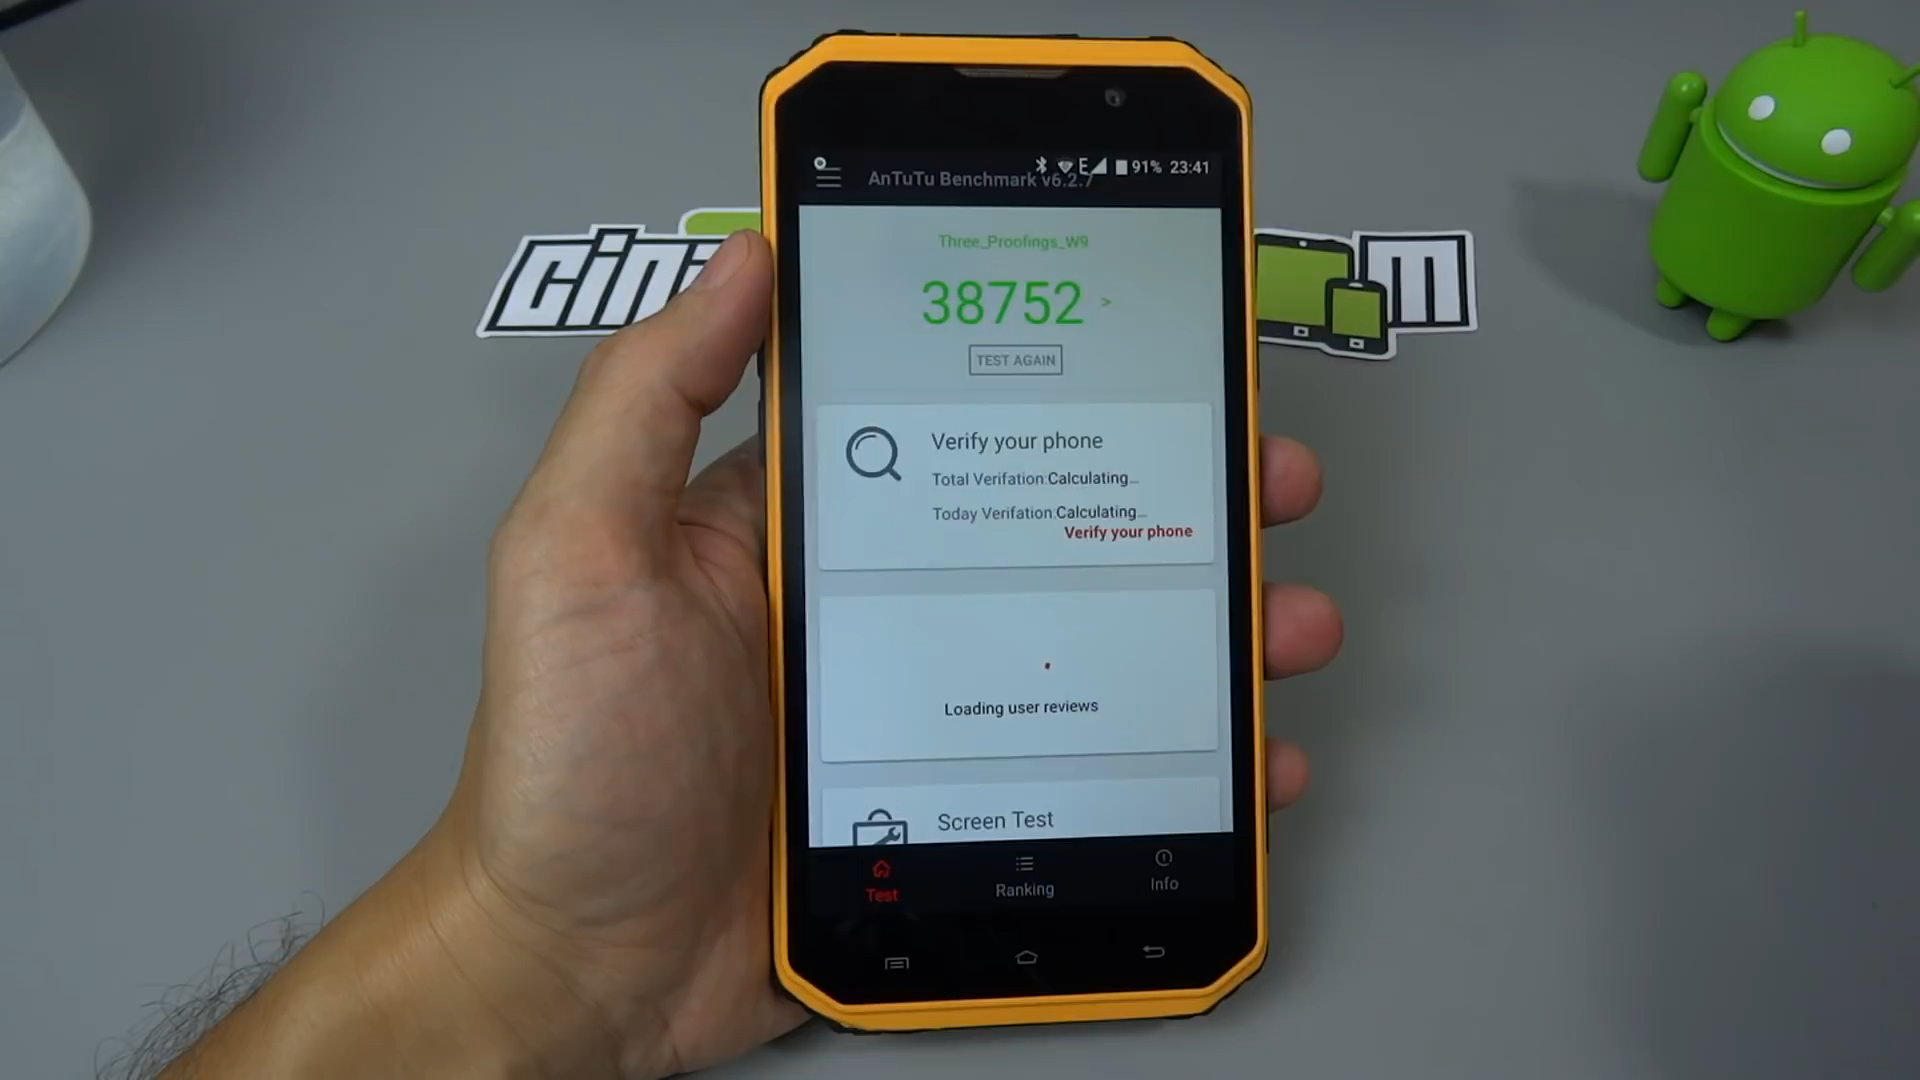 E 91% 23:41
AnTuTu Benchmark v6.2.7
Three_Proofings_W9
38752 >
TEST AGAIN
Verify your phone
Total Verifation:Calculating...
Today Verifation:Calculating...
Verify your phone
Loading user reviews
Screen Test
Test
Ranking
Info